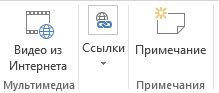 Видео из
Интернета
Ссылки
Примечание
Мультимедиа
Примечания